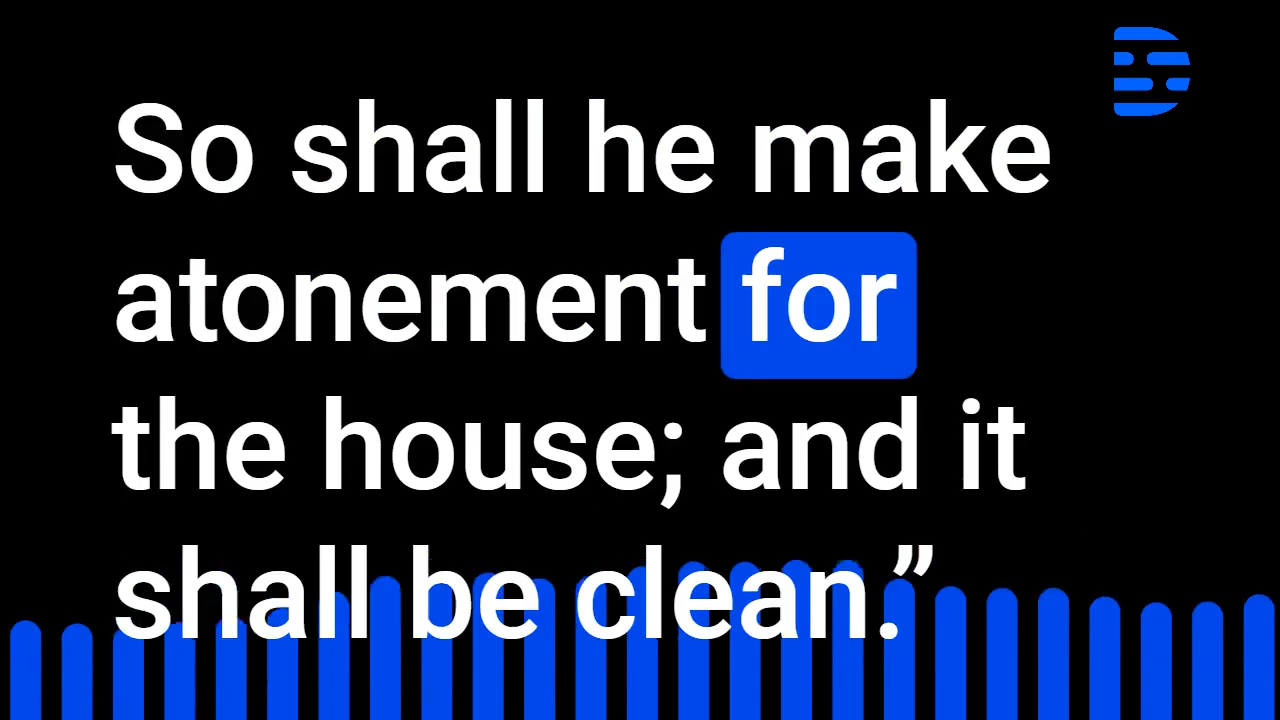 So shall he make
atonement for
the house; and it
shall be clean.”